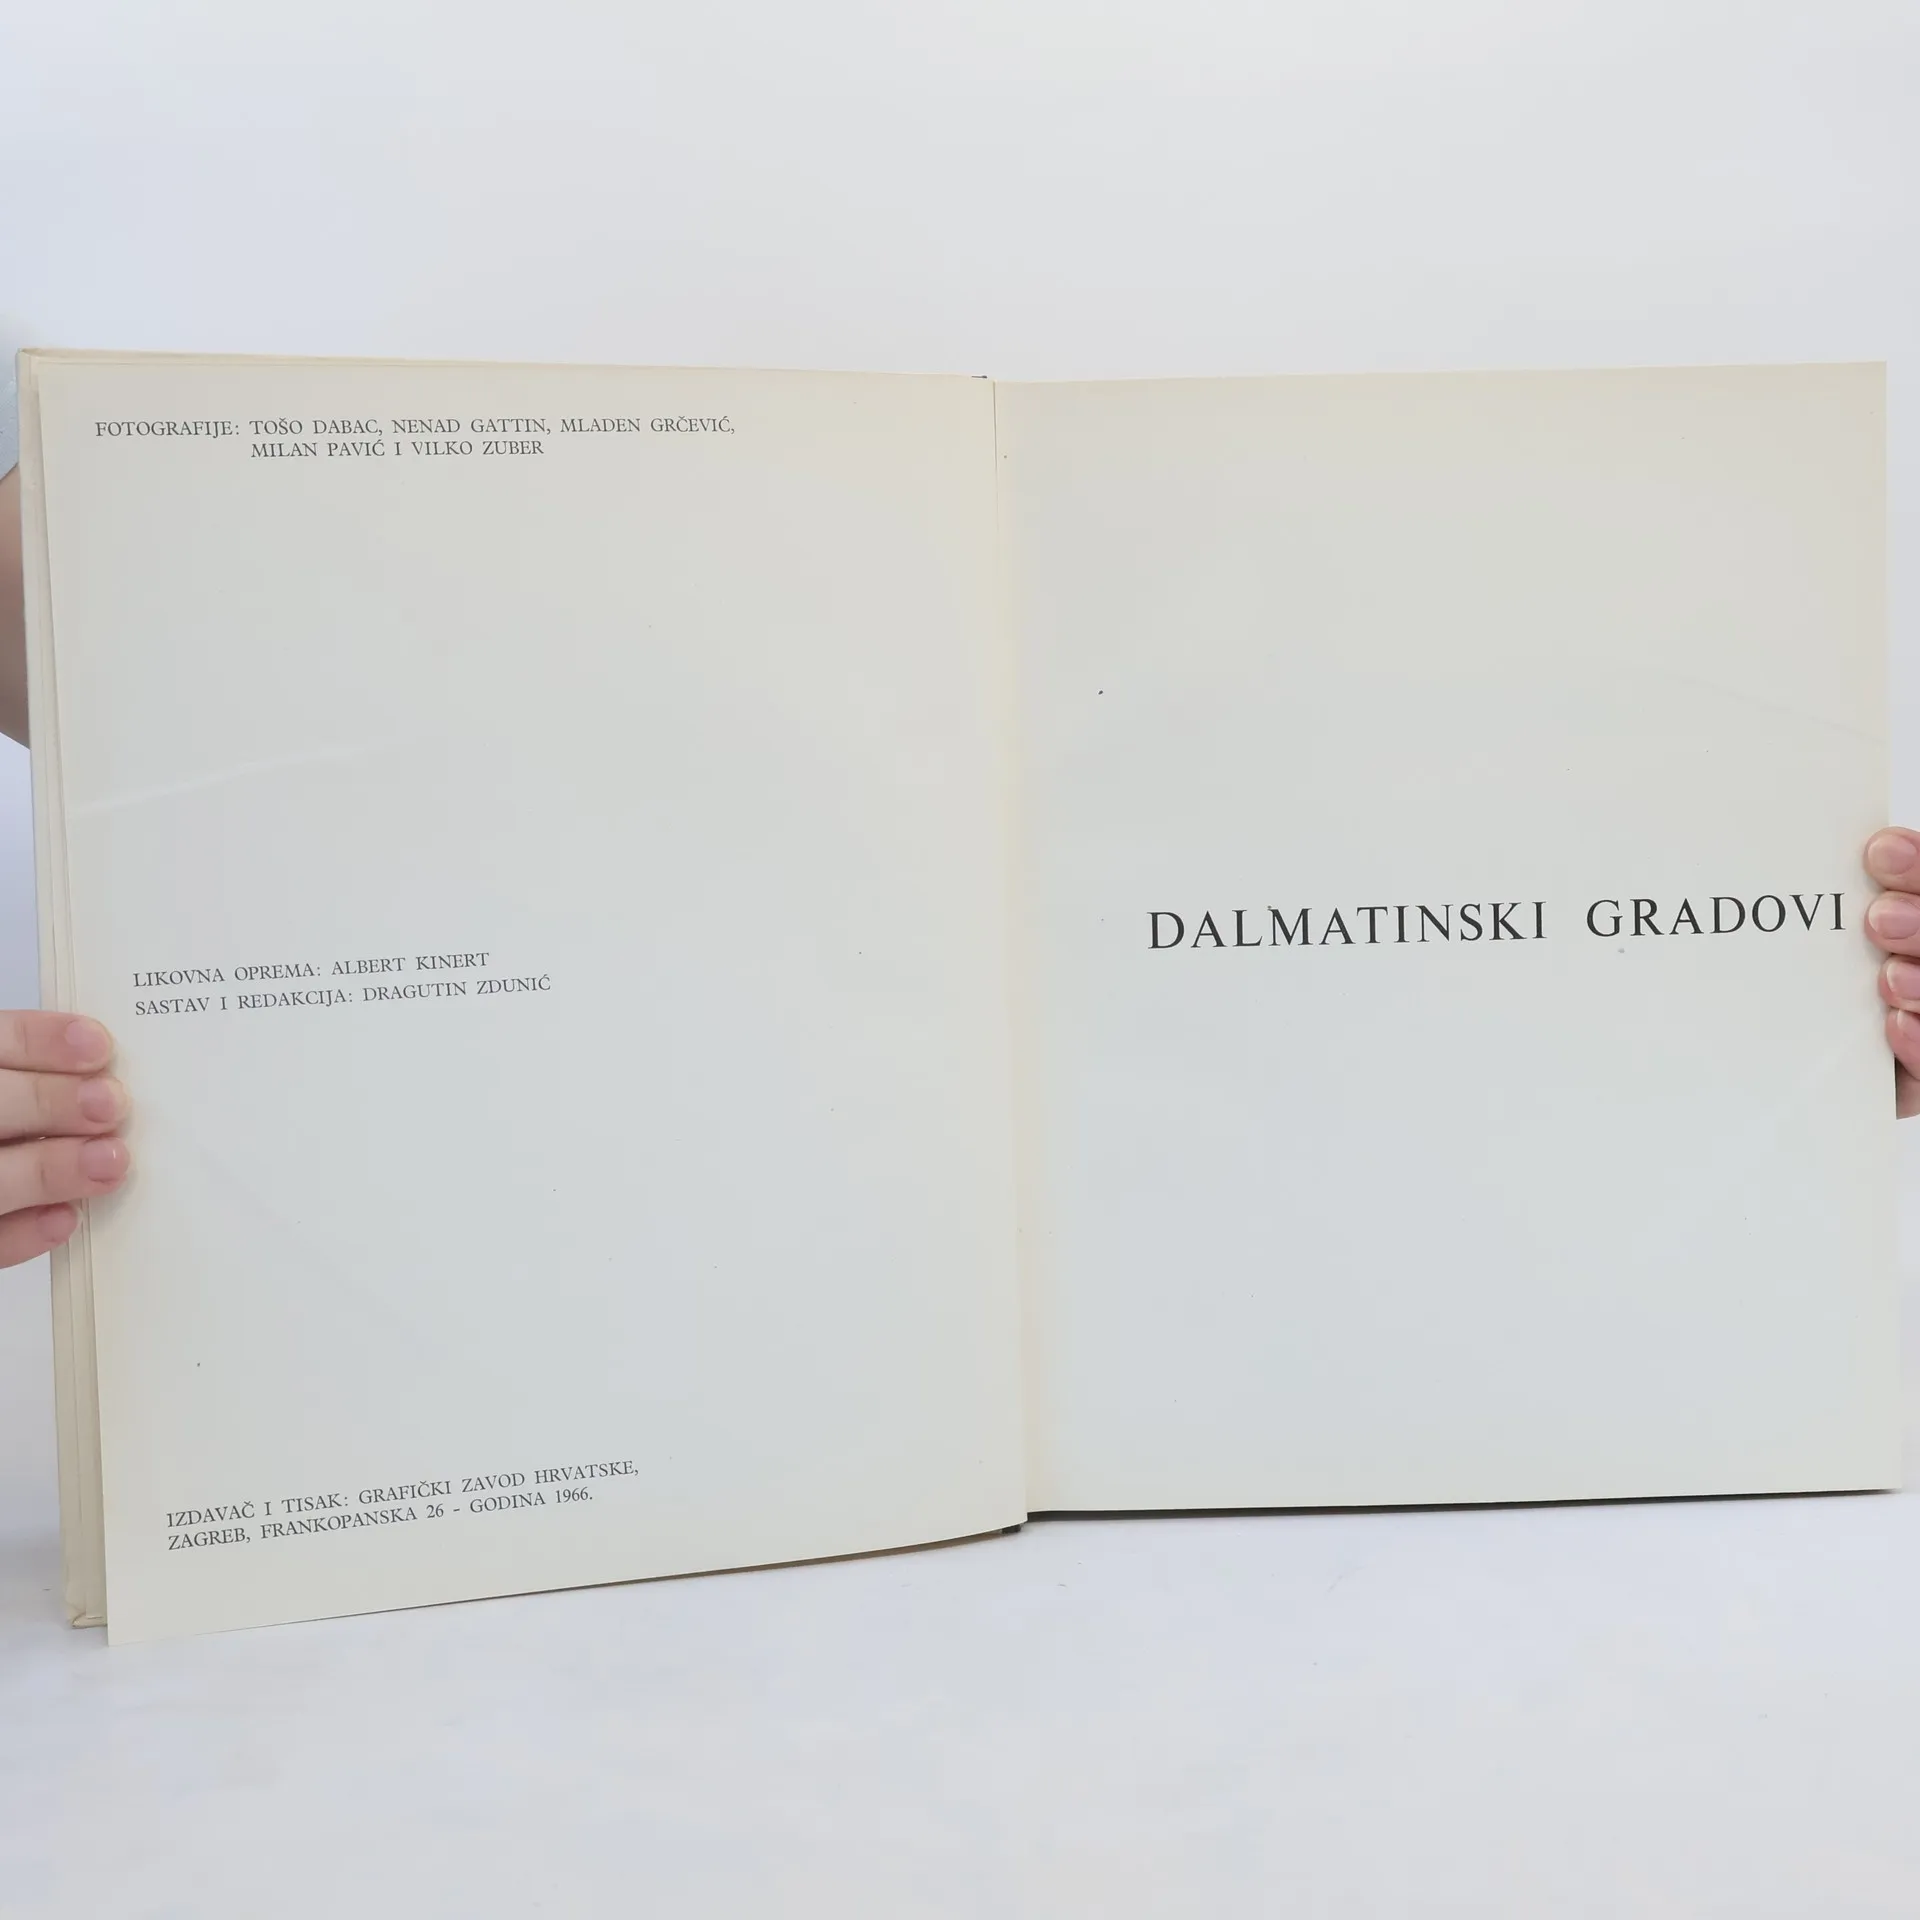 FOTOGRAFIJE: TOŠO DABAC, NENAD GATTIN, MLADEN GRČEVIĆ,
MILAN PAVIĆ I VILKO ZUBER
LIKOVNA OPREMA: ALBERT KINERT
SASTAV I REDAKCIJA: DRAGUTIN ZDUNIĆ
IZDAVAČ I TISAK: GRAFIČKI ZAVOD HRVATSKE,
ZAGREB, FRANKOPANSKA 26 - GODINA 1966.
DALMATINSKI GRADOVI